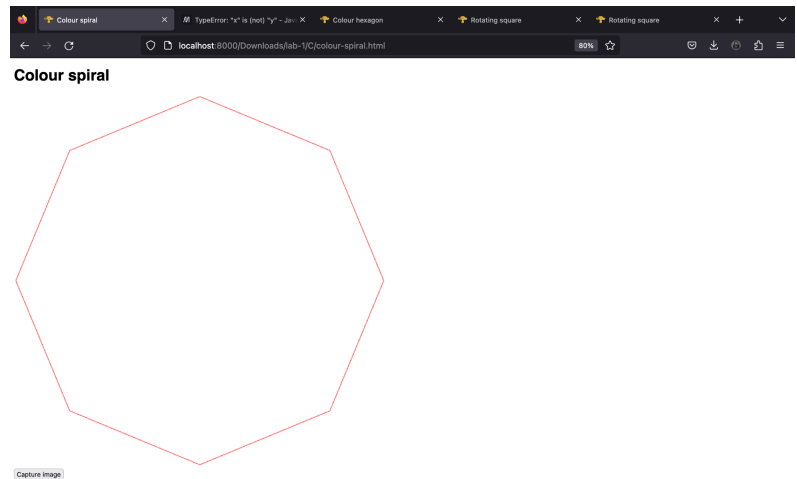 Colour spiral
TypeError: "x" is (not) "y" - Jav
Colour hexagon
Rotating square
Rotating square
localhost:8000/Downloads/lab-1/C/colour-spiral.html
80%
Colour spiral
Capture image